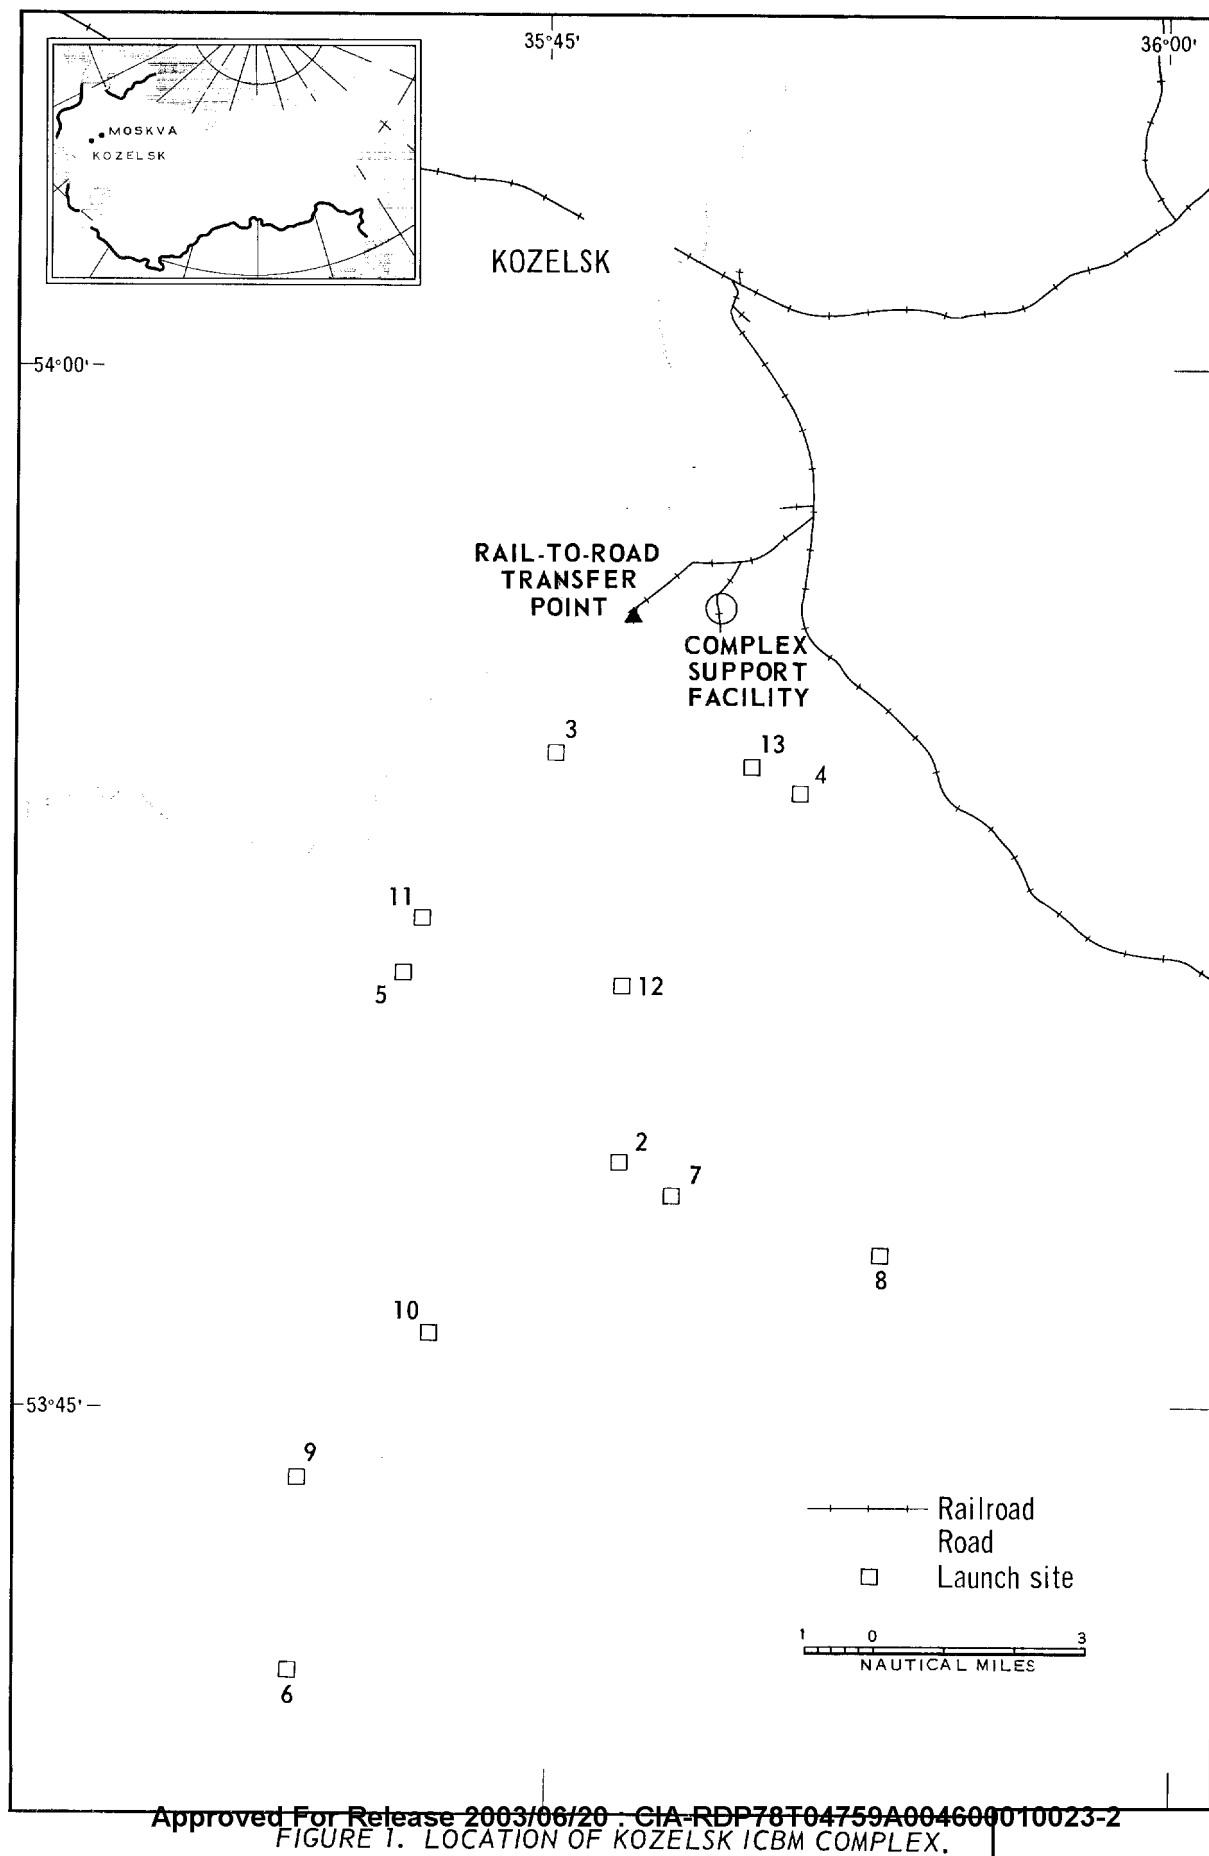 35°45'
36°00'
MOSKVA
KOZELSK
KOZELSK
54°00'
RAIL-TO-ROAD
TRANSFER
POINT
COMPLEX
SUPPORT
FACILITY
3
13
4
11
5
12
2
7
8
10
53°45'
9
Railroad
Road
Launch site
1 0 3
NAUTICAL MILES
6
Approved For Release 2003/06/20 : CIA-RDP78T04759A004600010023-2
FIGURE 1. LOCATION OF KOZELSK ICBM COMPLEX.